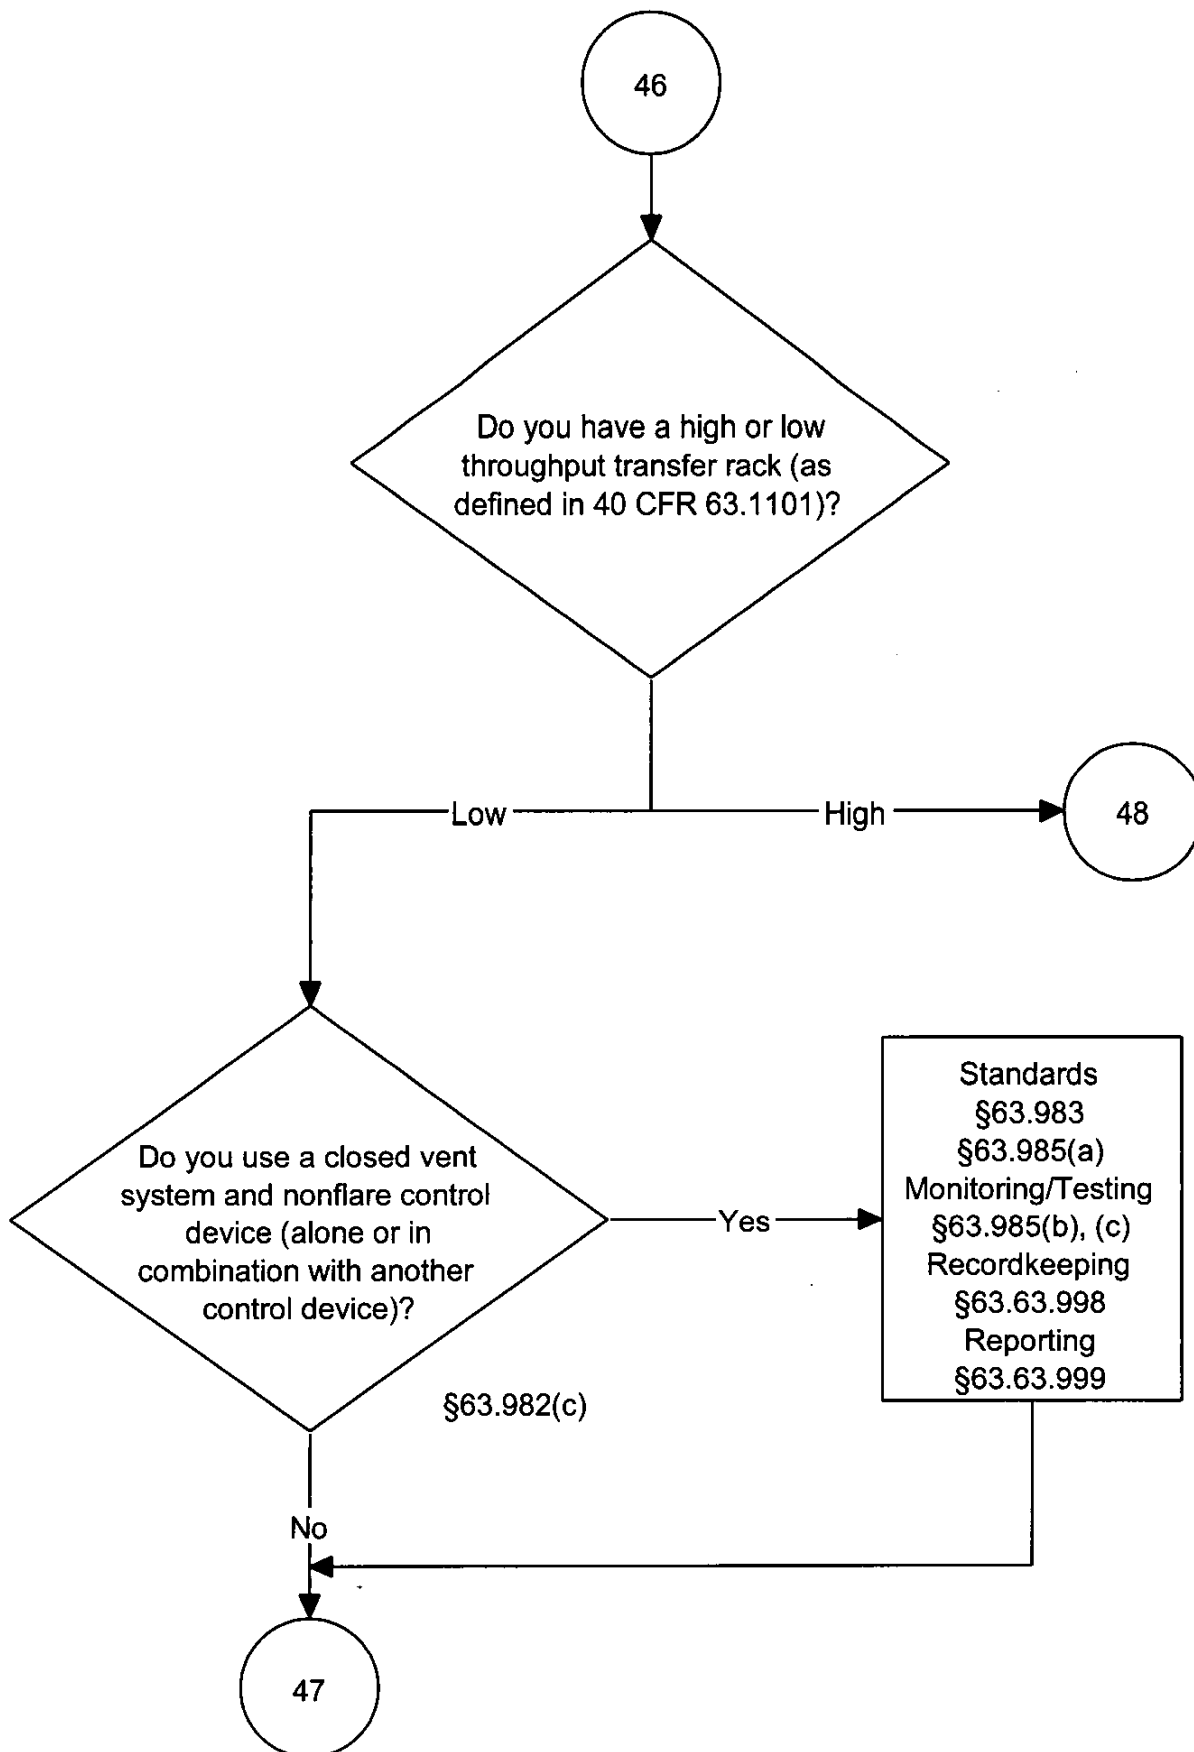 46
Do you have a high or low
throughput transfer rack (as
defined in 40 CFR 63.1101)?
Low
High
48
Do you use a closed vent
system and nonflare control
device (alone or in
combination with another
control device)?
§63.982(c)
Yes
Standards
§63.983
§63.985(a)
Monitoring/Testing
§63.985(b), (c)
Recordkeeping
§63.63.998
Reporting
§63.63.999
No
47